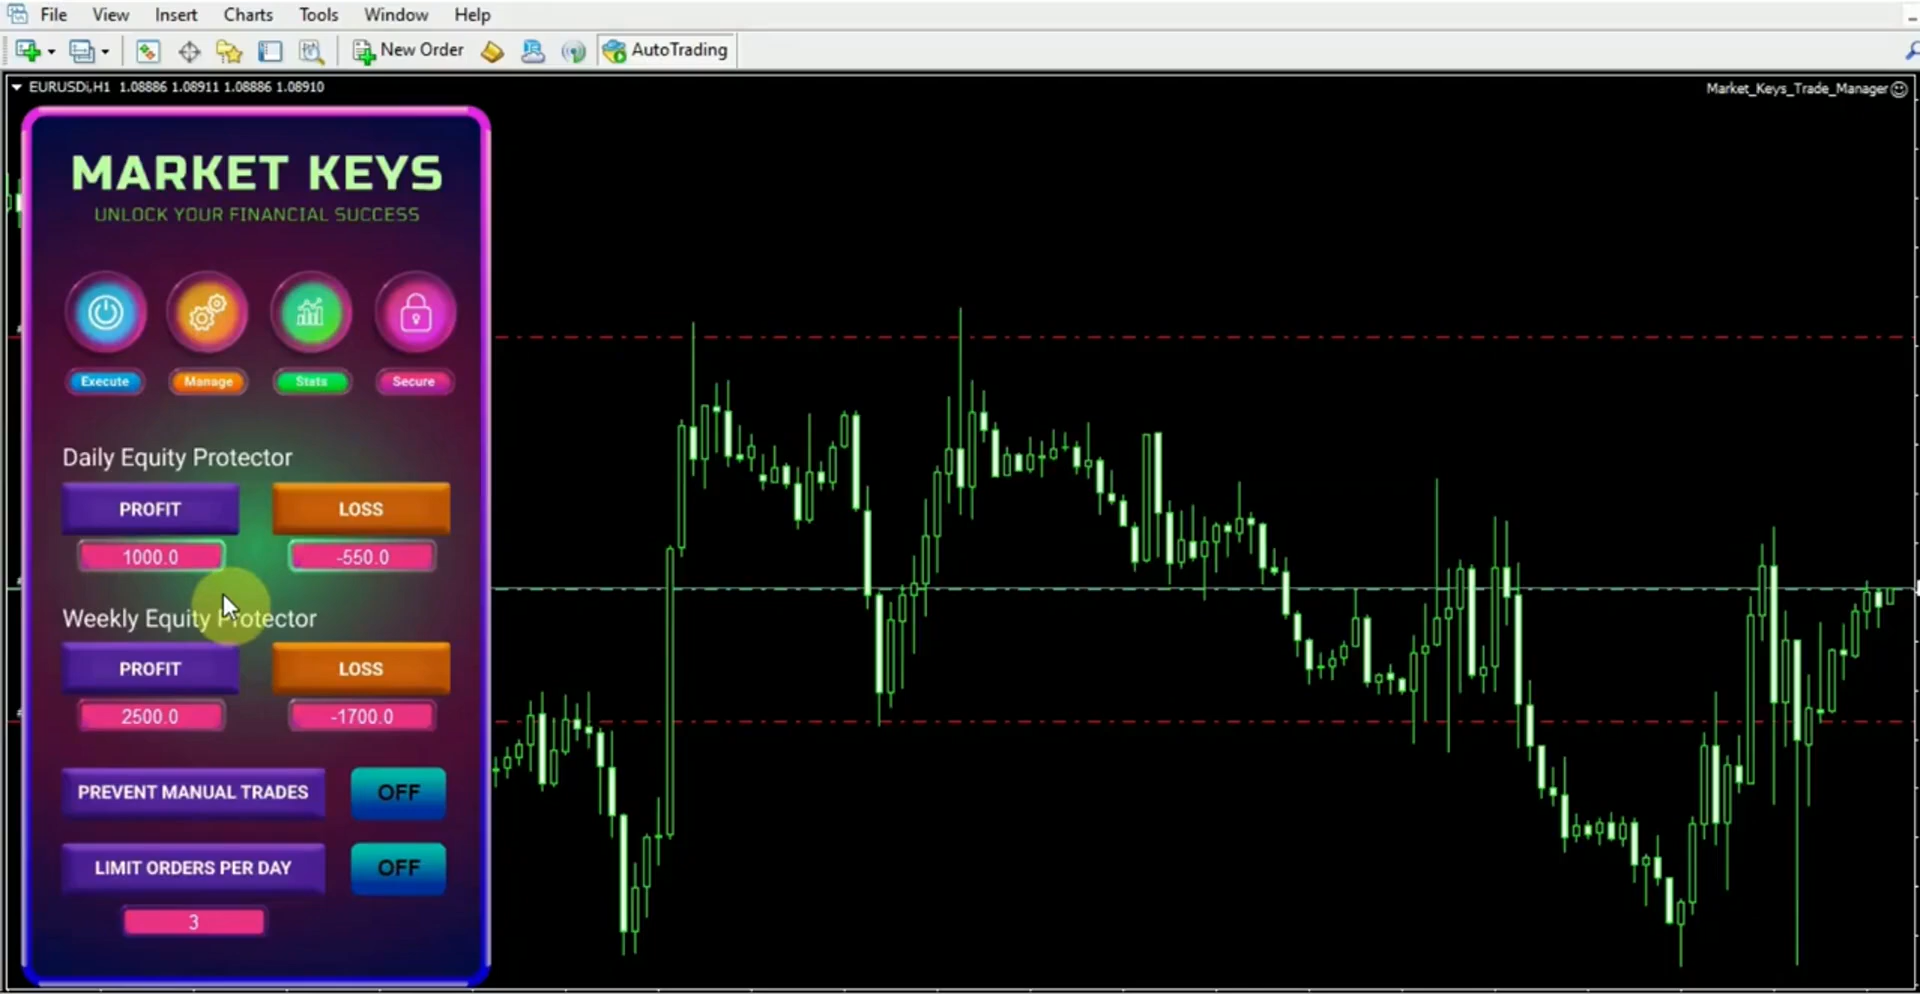 File View Insert Charts Tools Window Help
New Order AutoTrading
EURUSDi,H1 1.08886 1.08911 1.08886 1.08910
Market_Keys_Trade_Manager
MARKET KEYS
UNLOCK YOUR FINANCIAL SUCCESS
Execute Manage Stats Secure
Daily Equity Protector
PROFIT LOSS
1000.0 -550.0
Weekly Equity Protector
PROFIT LOSS
2500.0 -1700.0
PREVENT MANUAL TRADES OFF
LIMIT ORDERS PER DAY OFF
3